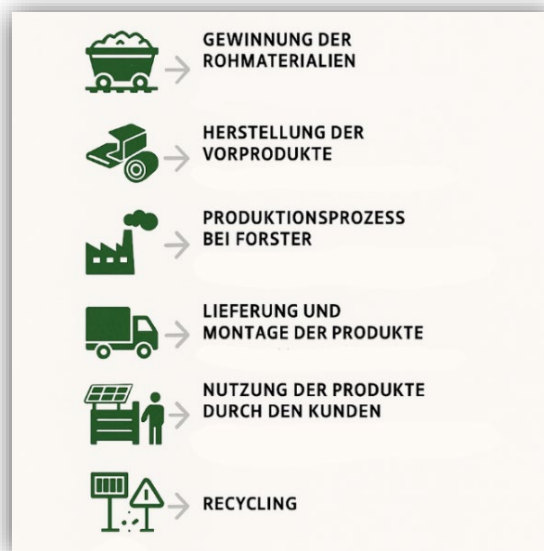 GEWINNUNG DER
ROHMATERIALIEN
HERSTELLUNG DER
VORPRODUKTE
PRODUKTIONSPROZESS
BEI FORSTER
LIEFERUNG UND
MONTAGE DER PRODUKTE
NUTZUNG DER PRODUKTE
DURCH DEN KUNDEN
RECYCLING